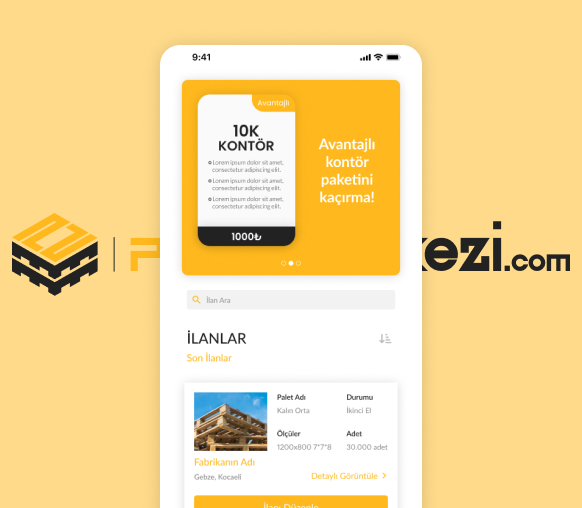 9:41
Avantajlı
10K
KONTÖR
Lorem ipsum dolor sit amet,
consectetur adipiscing elit.
Lorem ipsum dolor sit amet,
consectetur adipiscing elit.
Lorem ipsum dolor sit amet,
consectetur adipiscing elit.
1000₺
Avantajlı
kontör
paketini
kaçırma!
ezi.com
İlan Ara
İLANLAR
Son İlanlar
Palet Adı
Durumu
Kalın Orta
İkinci El
Ölçüler
Adet
1200x800 7*7*8
30.000 adet
Fabrikanın Adı
Gebze, Kocaeli
Detaylı Görüntüle
İlanı Düzenle